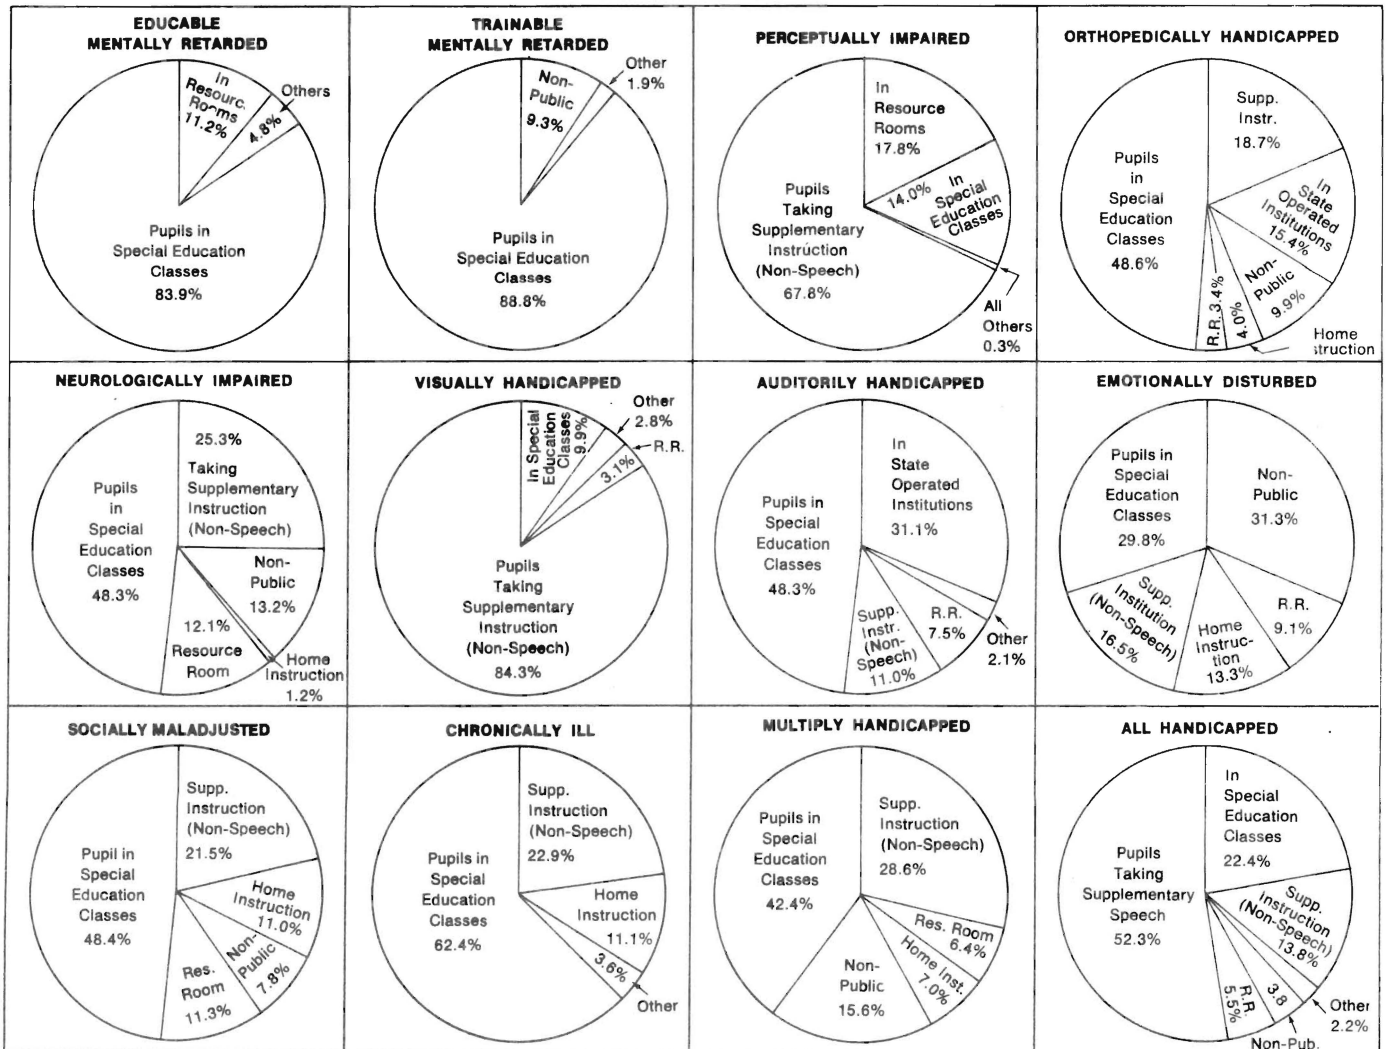 EDUCABLE
MENTALLY RETARDED
In
Resourc.
Rooms
11.2%
Others
4.8%
Pupils in
Special Education
Classes
83.9%
TRAINABLE
MENTALLY RETARDED
Non-
Public
9.3%
Other
1.9%
Pupils in
Special Education
Classes
88.8%
PERCEPTUALLY IMPAIRED
In
Resource
Rooms
17.8%
14.0%
In
Special
Education
Classes
Pupils
Taking
Supplementary
Instruction
(Non-Speech)
67.8%
All
Others
0.3%
ORTHOPEDICALLY HANDICAPPED
Supp.
Instr.
18.7%
In
State
Operated
Institutions
15.4%
Pupils
in
Special
Education
Classes
48.6%
Non-
Public
9.9%
R.R. 3.4%
4.0%
Home
struction
NEUROLOGICALLY IMPAIRED
25.3%
Taking
Supplementary
Instruction
(Non-Speech)
Pupils
in
Special
Education
Classes
48.3%
Non-
Public
13.2%
12.1%
Resource
Room
Home
Instruction
1.2%
VISUALLY HANDICAPPED
In Special
Education
Classes
9.9%
Other
2.8%
R.R.
3.1%
Pupils
Taking
Supplementary
Instruction
(Non-Speech)
84.3%
AUDITORILY HANDICAPPED
In
State
Operated
Institutions
31.1%
Pupils in
Special
Education
Classes
48.3%
Supp.
Instr.
(Non-
Speech)
11.0%
R.R.
7.5%
Other
2.1%
EMOTIONALLY DISTURBED
Pupils in
Special
Education
Classes
29.8%
Non-
Public
31.3%
Supp.
Institution
(Non-Speech)
16.5%
Home
Instruc-
tion
13.3%
R.R.
9.1%
SOCIALLY MALADJUSTED
Supp.
Instruction
(Non-Speech)
21.5%
Pupil in
Special
Education
Classes
48.4%
Home
Instruction
11.0%
Non-
Public
7.8%
Res.
Room
11.3%
CHRONICALLY ILL
Supp.
Instruction
(Non-Speech)
22.9%
Pupils in
Special
Education
Classes
62.4%
Home
Instruction
11.1%
3.6%
Other
MULTIPLY HANDICAPPED
Supp.
Instruction
(Non-Speech)
28.6%
Pupils in
Special
Education
Classes
42.4%
Res. Room
6.4%
Home Inst.
7.0%
Non-
Public
15.6%
ALL HANDICAPPED
In
Special
Education
Classes
22.4%
Pupils
Taking
Supplementary
Speech
52.3%
Supp.
Instruction
(Non-Speech)
13.8%
R.R.
5.5%
3.8
Other
2.2%
Non-Pub.